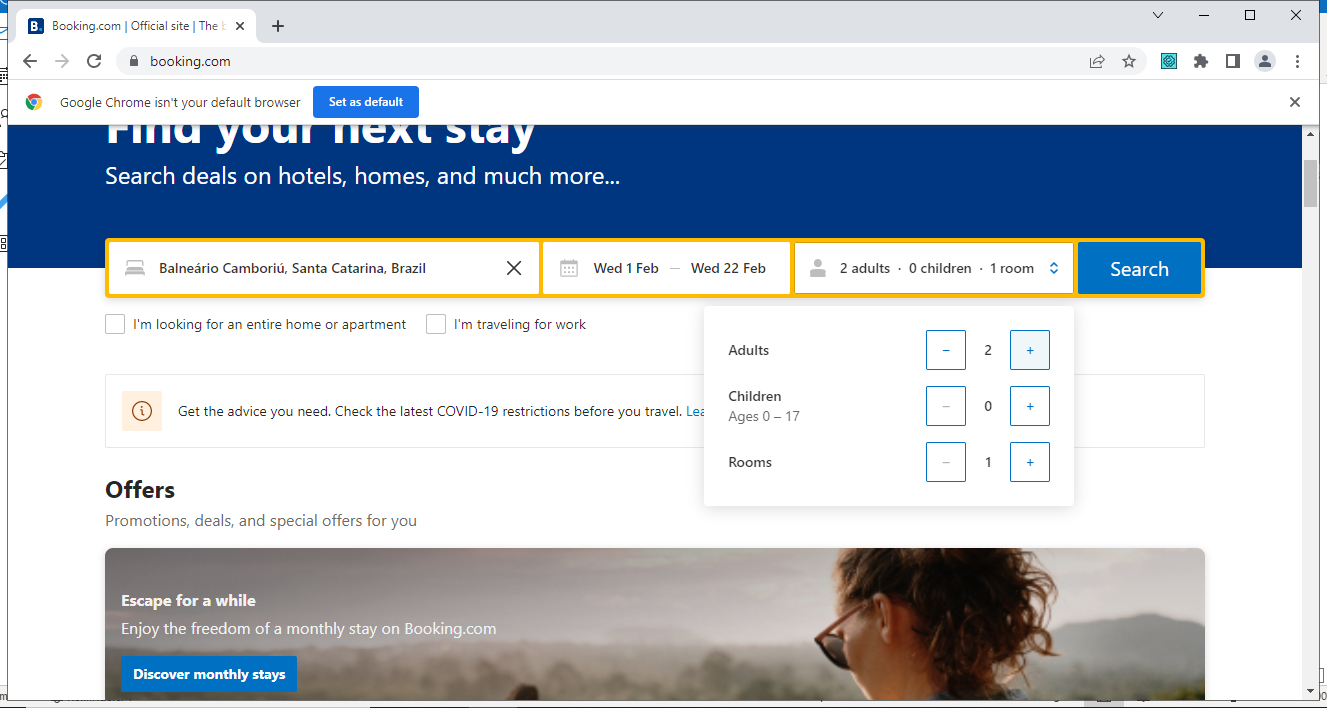 Booking.com | Official site | The
booking.com
Google Chrome isn't your default browser
Set as default
Find your next stay
Search deals on hotels, homes, and much more...
Balneário Camboriú, Santa Catarina, Brazil
Wed 1 Feb — Wed 22 Feb
2 adults · 0 children · 1 room
Search
I'm looking for an entire home or apartment
I'm traveling for work
Adults
− 2 +
Children
Ages 0 – 17
− 0 +
Rooms
− 1 +
Get the advice you need. Check the latest COVID-19 restrictions before you travel. Lea
Offers
Promotions, deals, and special offers for you
Escape for a while
Enjoy the freedom of a monthly stay on Booking.com
Discover monthly stays